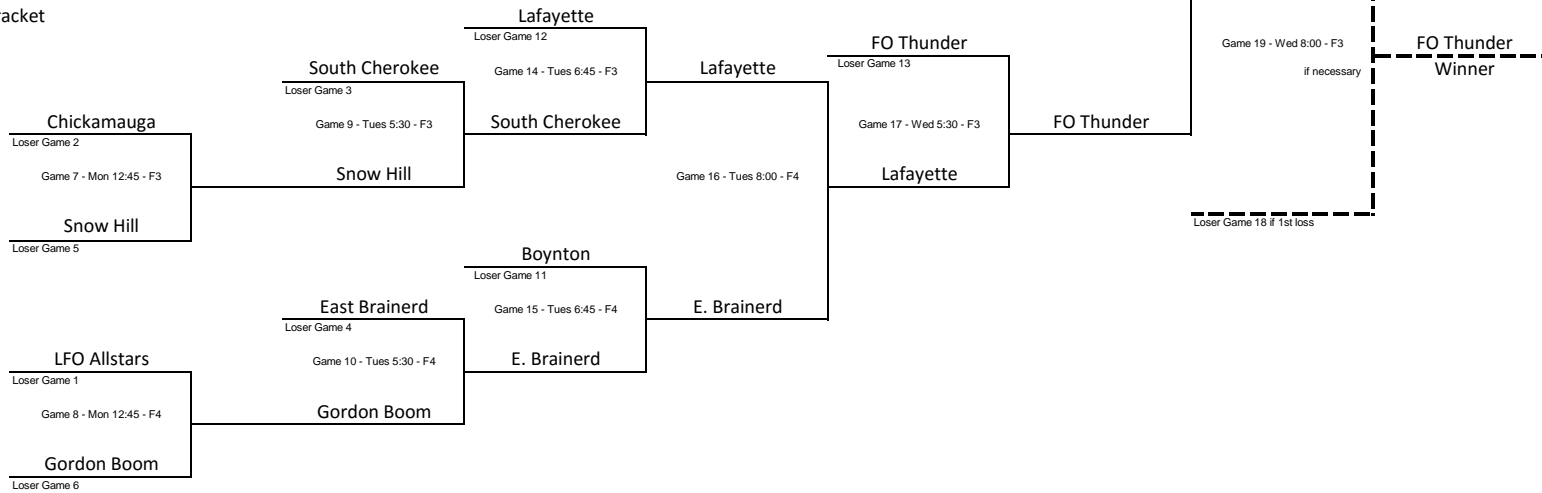 Lafayette
Loser Game 12
Game 14 - Tues 6:45 - F3
FO Thunder
Loser Game 13
Game 19 - Wed 8:00 - F3
if necessary
FO Thunder
Winner
South Cherokee
Loser Game 3
Game 9 - Tues 5:30 - F3
Lafayette
Chickamauga
Loser Game 2
Game 7 - Mon 12:45 - F3
South Cherokee
Game 17 - Wed 5:30 - F3
FO Thunder
Snow Hill
Game 16 - Tues 8:00 - F4
Lafayette
Snow Hill
Loser Game 5
Loser Game 18 if 1st loss
Boynton
Loser Game 11
Game 15 - Tues 6:45 - F4
East Brainerd
Loser Game 4
Game 10 - Tues 5:30 - F4
E. Brainerd
LFO Allstars
Loser Game 1
Game 8 - Mon 12:45 - F4
E. Brainerd
Gordon Boom
Gordon Boom
Loser Game 6